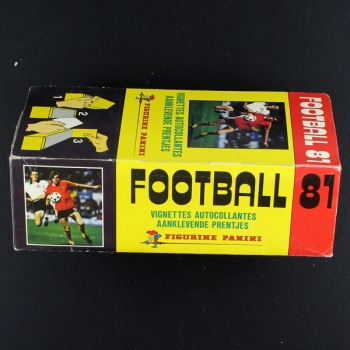 1
2
3
VIGNETTES AUTOCOLLANTES
AANKLEVENDE PRENTJES
FIGURINE PANINI
FOOTBALL 81
FOOTBALL 81
VIGNETTES AUTOCOLLANTES
AANKLEVENDE PRENTJES
FIGURINE PANINI